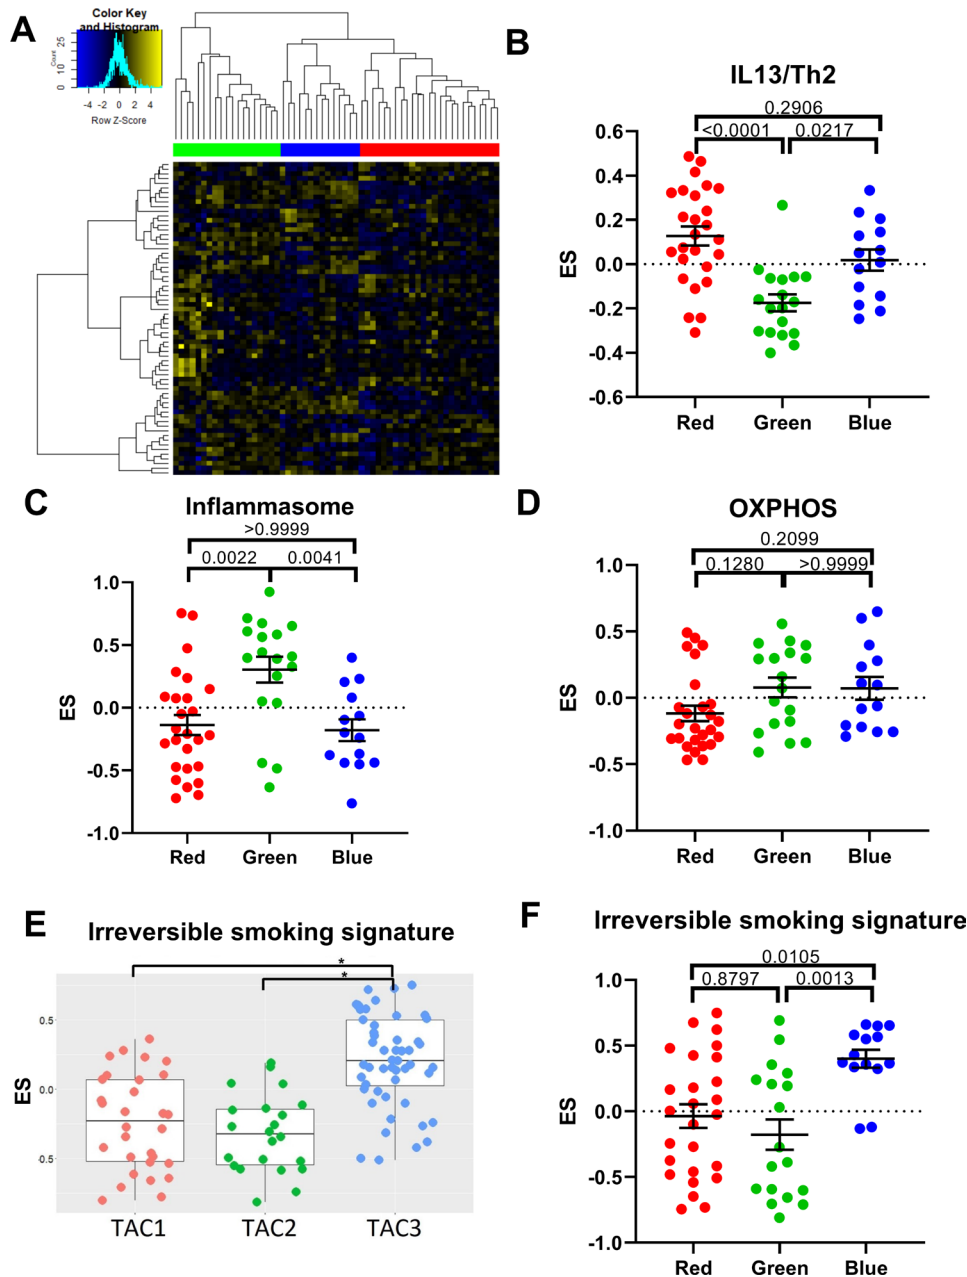 A
Color Key
and Histogram
Count
0 10 25
-4 -2 0 2 4
Row Z-Score
B
IL13/Th2
0.2906
<0.0001
0.0217
0.6
0.4
0.2
0.0
-0.2
-0.4
-0.6
ES
Red
Green
Blue
C
Inflammasome
>0.9999
0.0022
0.0041
1.0
0.5
0.0
-0.5
-1.0
ES
Red
Green
Blue
D
OXPHOS
0.2099
0.1280
>0.9999
1.0
0.5
0.0
-0.5
-1.0
ES
Red
Green
Blue
E
Irreversible smoking signature
*
*
0.5
0.0
0.5
ES
TAC1
TAC2
TAC3
F
Irreversible smoking signature
0.0105
0.8797
0.0013
1.0
0.5
0.0
-0.5
-1.0
ES
Red
Green
Blue